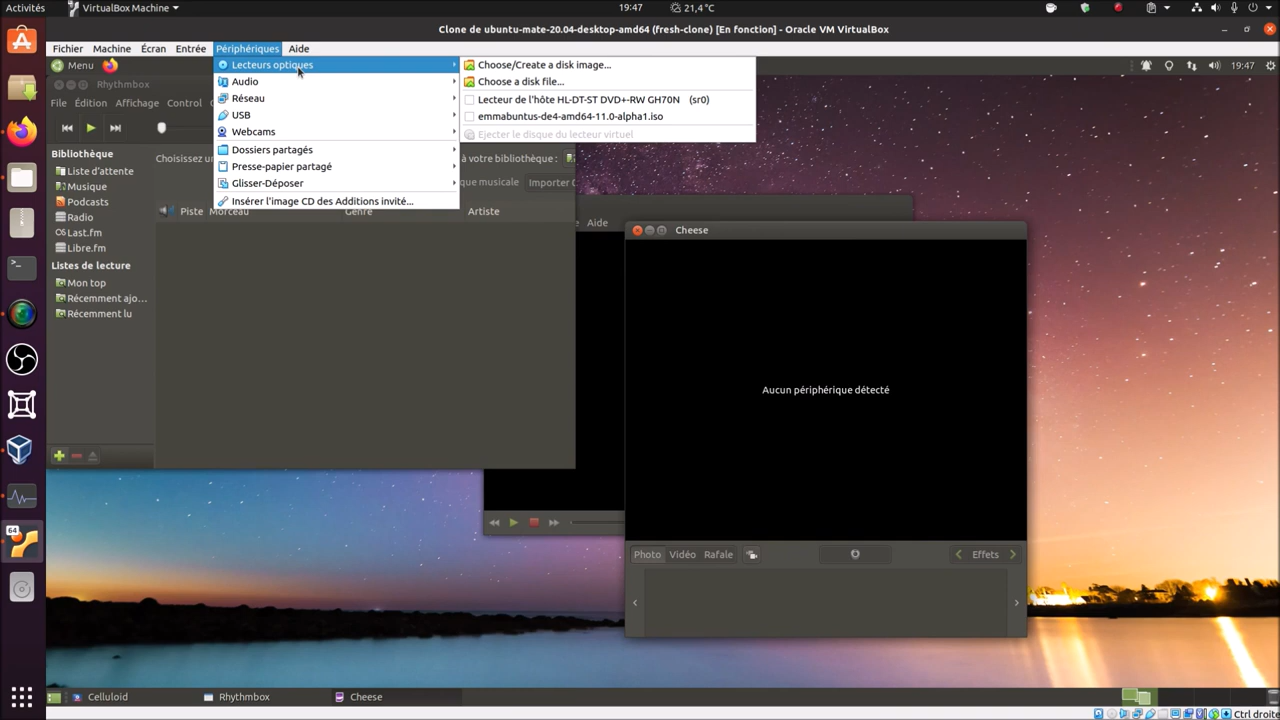 Activités
VirtualBox Machine
19:47
21,4 °C
Clone de ubuntu-mate-20.04-desktop-amd64 (fresh-clone) [En fonction] - Oracle VM VirtualBox
Fichier Machine Écran Entrée Périphériques Aide
Menu
19:47
Rhythmbox
File Édition Affichage Control
Bibliothèque
Liste d'attente
Musique
Podcasts
Radio
Last.fm
Libre.fm
Listes de lecture
Mon top
Récemment ajo...
Récemment lu
Choisissez
à votre bibliothèque :
que musicale
Importer
Piste Morceau Genre Artiste
Lecteurs optiques
Audio
Réseau
USB
Webcams
Dossiers partagés
Presse-papier partagé
Glisser-Déposer
Insérer l'image CD des Additions invité...
Choose/Create a disk image...
Choose a disk file...
Lecteur de l'hôte HL-DT-ST DVD+-RW GH70N (sr0)
emmabuntus-de4-amd64-11.0-alpha1.iso
Ejecter le disque du lecteur virtuel
Aide
Cheese
Aucun périphérique détecté
Photo Vidéo Rafale
Effets
64
Celluloid
Rhythmbox
Cheese
Ctrl droite